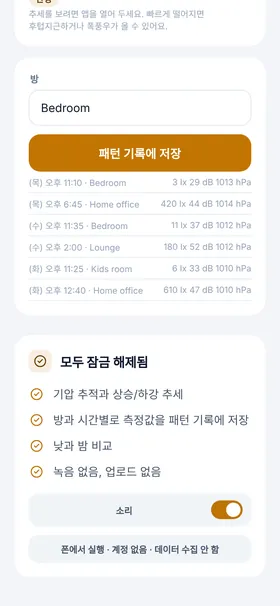 추세를 보려면 앱을 열어 두세요. 빠르게 떨어지면
후텁지근하거나 폭풍우가 올 수 있어요.
방
Bedroom
패턴 기록에 저장
(목) 오후 11:10 · Bedroom 3 lx 29 dB 1013 hPa
(목) 오후 6:45 · Home office 420 lx 44 dB 1014 hPa
(수) 오후 11:35 · Bedroom 11 lx 37 dB 1012 hPa
(수) 오후 2:00 · Lounge 180 lx 52 dB 1012 hPa
(화) 오후 11:25 · Kids room 6 lx 33 dB 1010 hPa
(화) 오후 12:40 · Home office 610 lx 47 dB 1010 hPa
모두 잠금 해제됨
기압 추적과 상승/하강 추세
방과 시간별로 측정값을 패턴 기록에 저장
낮과 밤 비교
녹음 없음, 업로드 없음
소리
폰에서 실행 · 계정 없음 · 데이터 수집 안 함